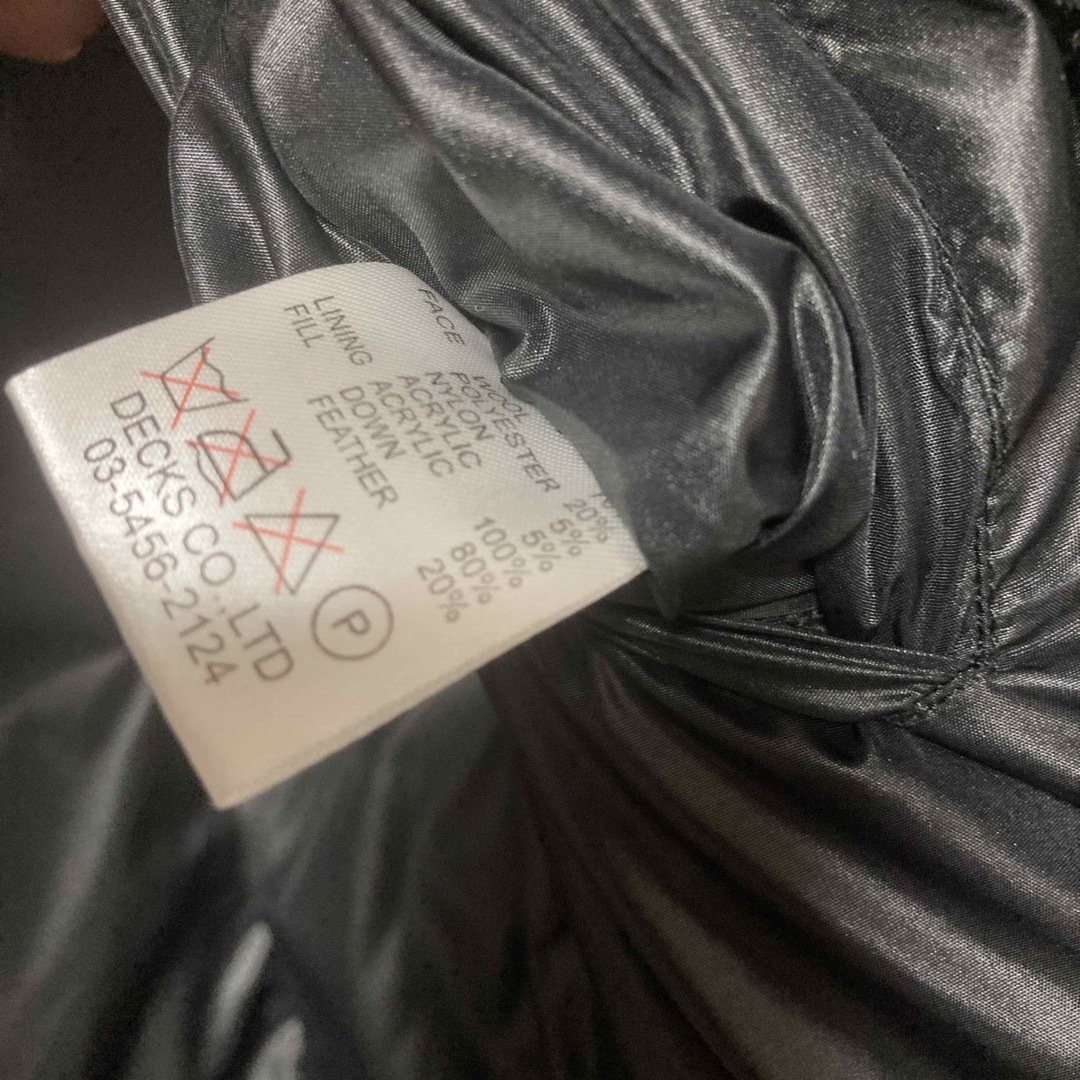 FACE WOOL
POLYESTER 20%
NYLON 5%
ACRYLIC 5%
LINING ACRYLIC 100%
FILL DOWN 80%
FEATHER 20%
P
DECKS CO.,LTD
03-5456-2124